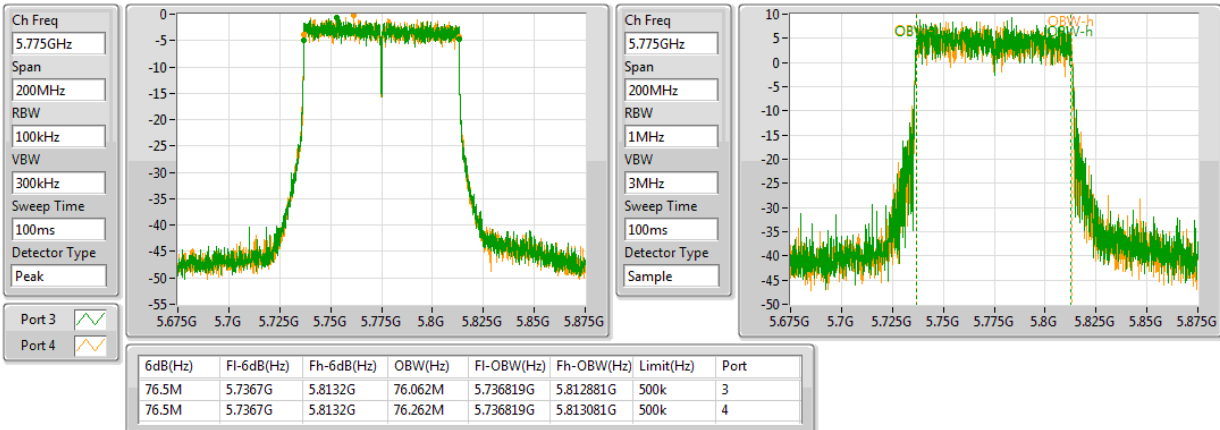 Ch Freq
5.775GHz
Span
200MHz
RBW
100kHz
VBW
300kHz
Sweep Time
100ms
Detector Type
Peak
Port 3
Port 4
0
-5
-10
-15
-20
-25
-30
-35
-40
-45
-50
-55
5.675G 5.7G 5.725G 5.75G 5.775G 5.8G 5.825G 5.85G 5.875G
Ch Freq
5.775GHz
Span
200MHz
RBW
1MHz
VBW
3MHz
Sweep Time
100ms
Detector Type
Sample
10
5
0
-5
-10
-15
-20
-25
-30
-35
-40
-45
-50
OBW-h
OBW-h
5.675G 5.7G 5.725G 5.75G 5.775G 5.8G 5.825G 5.85G 5.875G
6dB(Hz) Fl-6dB(Hz) Fh-6dB(Hz) OBW(Hz) Fl-OBW(Hz) Fh-OBW(Hz) Limit(Hz) Port
76.5M 5.7367G 5.8132G 76.062M 5.736819G 5.812881G 500k 3
76.5M 5.7367G 5.8132G 76.262M 5.736819G 5.813081G 500k 4